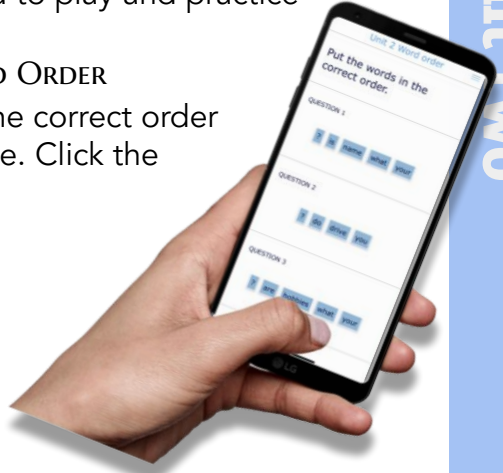 d to play and practice
D ORDER
he correct order
e. Click the
Unit 2 Word order
Put the words in the
correct order.
QUESTION 1
? is name what your
QUESTION 2
? do drive you
QUESTION 3
? are hobbies what your
LG